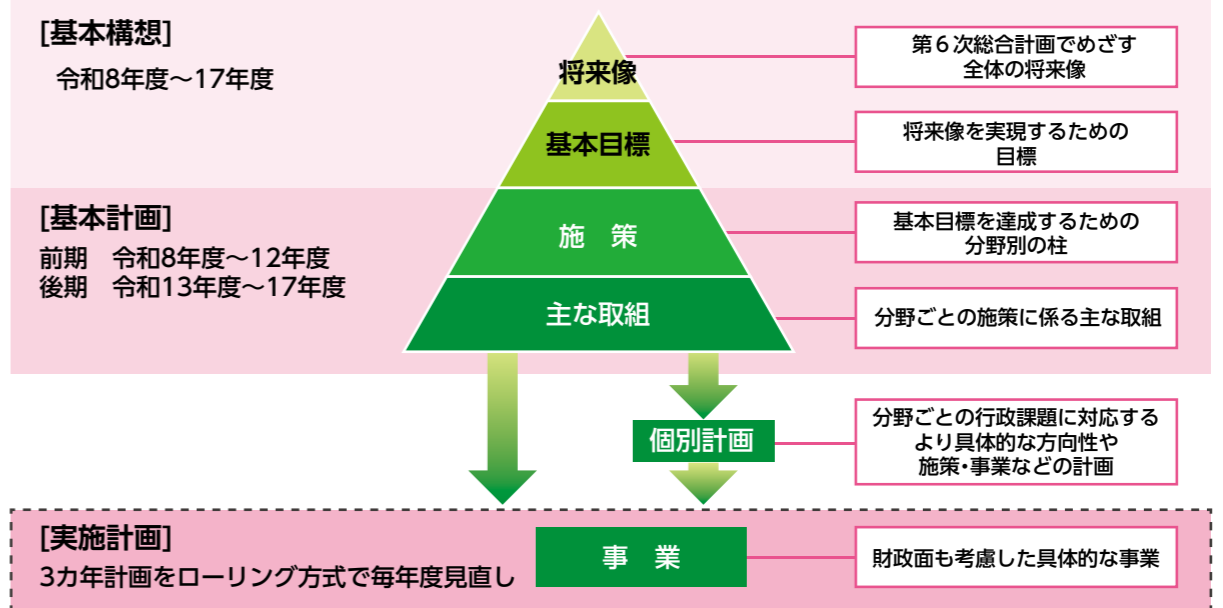 [基本構想]
令和8年度〜17年度
将来像
第6次総合計画でめざす
全体の将来像
基本目標
将来像を実現するための
目標
[基本計画]
前期　令和8年度〜12年度
後期　令和13年度〜17年度
施　策
基本目標を達成するための
分野別の柱
主な取組
分野ごとの施策に係る主な取組
個別計画
分野ごとの行政課題に対応する
より具体的な方向性や
施策・事業などの計画
[実施計画]
3カ年計画をローリング方式で毎年度見直し
事　業
財政面も考慮した具体的な事業